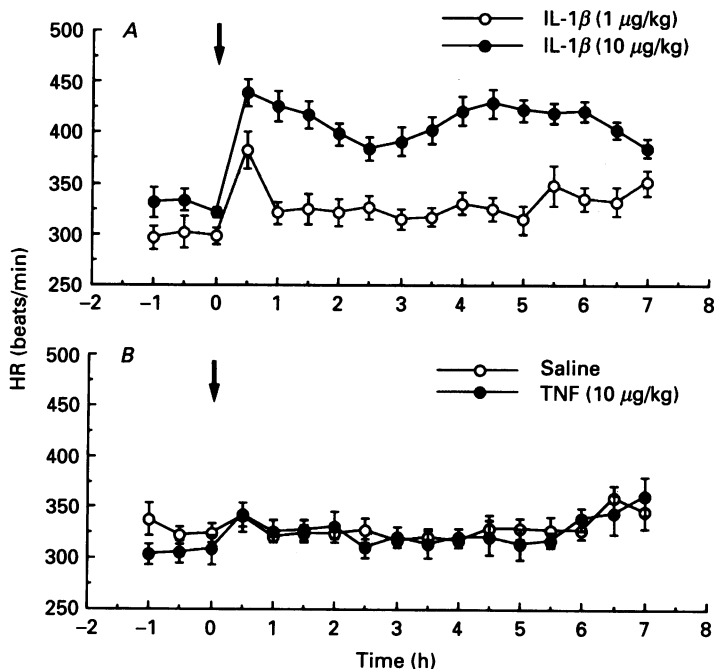 A
IL-1β (1 μg/kg)
IL-1β (10 μg/kg)
500
450
400
350
300
250
−2 −1 0 1 2 3 4 5 6 7 8
HR (beats/min)
B
Saline
TNF (10 μg/kg)
500
450
400
350
300
250
−2 −1 0 1 2 3 4 5 6 7 8
Time (h)